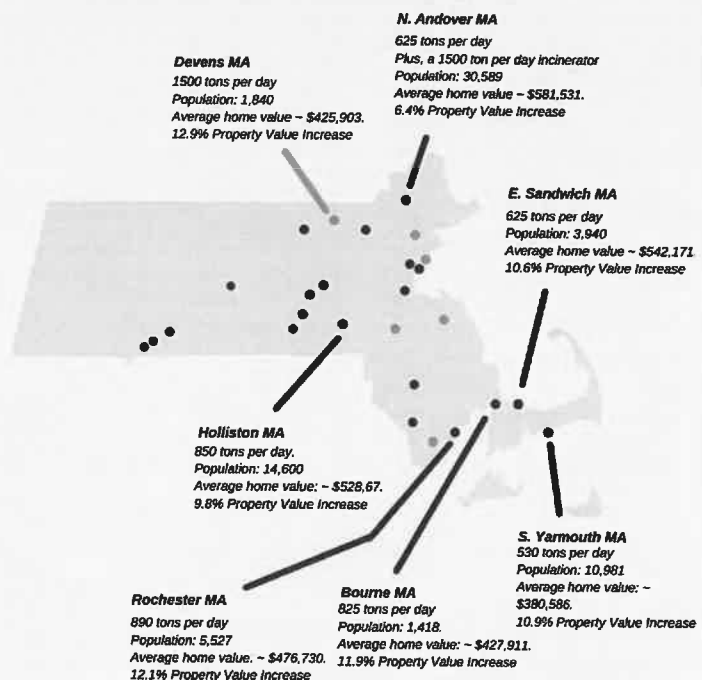 N. Andover MA
625 tons per day
Plus, a 1500 ton per day incinerator
Population: 30,589
Average home value ~ $581,531.
6.4% Property Value Increase
Devens MA
1500 tons per day
Population: 1,840
Average home value ~ $425,903.
12.9% Property Value Increase
E. Sandwich MA
625 tons per day
Population: 3,940
Average home value ~ $542,171
10.6% Property Value Increase
Holliston MA
850 tons per day.
Population: 14,600
Average home value: ~ $528,67.
9.8% Property Value Increase
S. Yarmouth MA
530 tons per day
Population: 10,981
Average home value: ~
$380,586.
10.9% Property Value Increase
Rochester MA
890 tons per day
Population: 5,527
Average home value. ~ $476,730.
12.1% Property Value Increase
Bourne MA
825 tons per day
Population: 1,418.
Average home value: ~ $427,911.
11.9% Property Value Increase